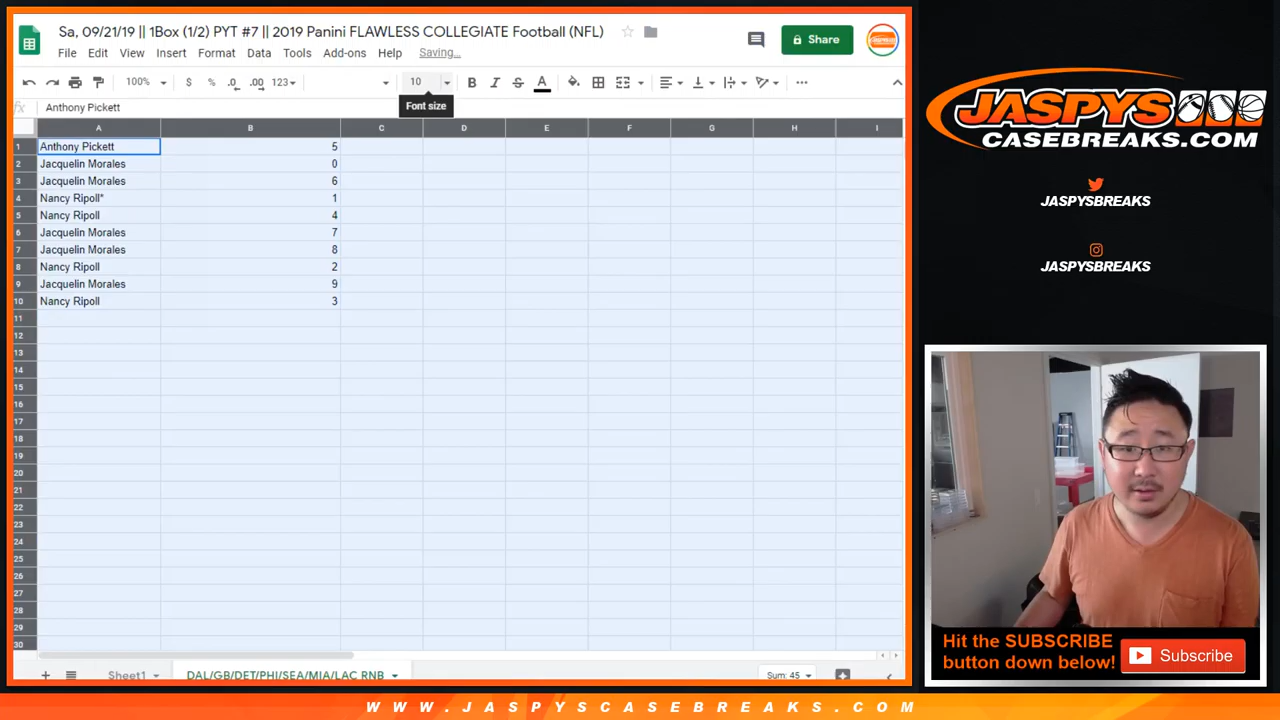 Sa, 09/21/19 || 1Box (1/2) PYT #7 || 2019 Panini FLAWLESS COLLEGIATE Football (NFL)
Share
File Edit View Insert Format Data Tools Add-ons Help Saving…
100% $ % .0 .00 123 10 B I S A
Font size
fx Anthony Pickett
A B C D E F G H I
1 Anthony Pickett 5
2 Jacquelin Morales 0
3 Jacquelin Morales 6
4 Nancy Ripoll* 1
5 Nancy Ripoll 4
6 Jacquelin Morales 7
7 Jacquelin Morales 8
8 Nancy Ripoll 2
9 Jacquelin Morales 9
10 Nancy Ripoll 3
11
12
13
14
15
16
17
18
19
20
21
22
23
24
25
26
27
28
29
30
Sheet1 DAL/GB/DET/PHI/SEA/MIA/LAC RNB Sum: 45
JASPYS
CASEBREAKS.COM
JASPYSBREAKS
JASPYSBREAKS
Hit the SUBSCRIBE
button down below!
Subscribe
WWW.JASPYSCASEBREAKS.COM